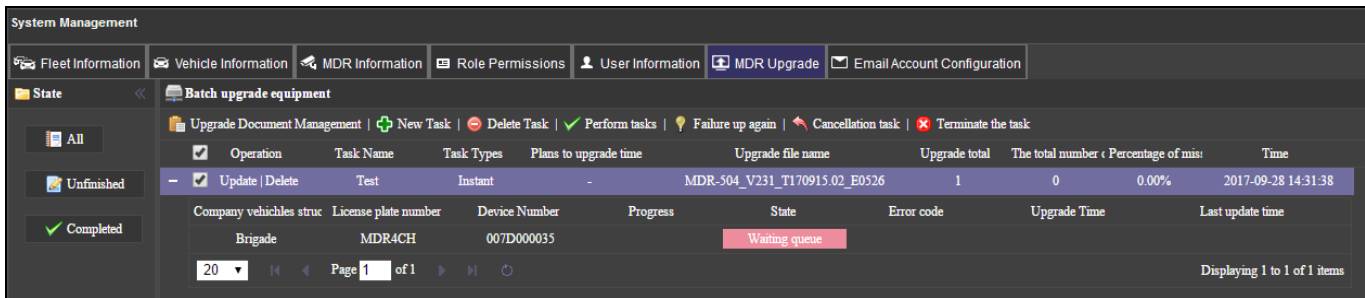 System Management
Fleet Information Vehicle Information MDR Information Role Permissions User Information MDR Upgrade Email Account Configuration
State Batch upgrade equipment
Upgrade Document Management | New Task | Delete Task | Perform tasks | Failure up again | Cancellation task | Terminate the task
All
Operation Task Name Task Types Plans to upgrade time Upgrade file name Upgrade total The total number Percentage of mis Time
Unfinished
Update | Delete Test Instant - MDR-504_V231_T170915.02_E0526 1 0 0.00% 2017-09-28 14:31:38
Company vehichles struc License plate number Device Number Progress State Error code Upgrade Time Last update time
Completed
Brigade MDR4CH 007D000035 Waiting queue
20 Page 1 of 1 Displaying 1 to 1 of 1 items